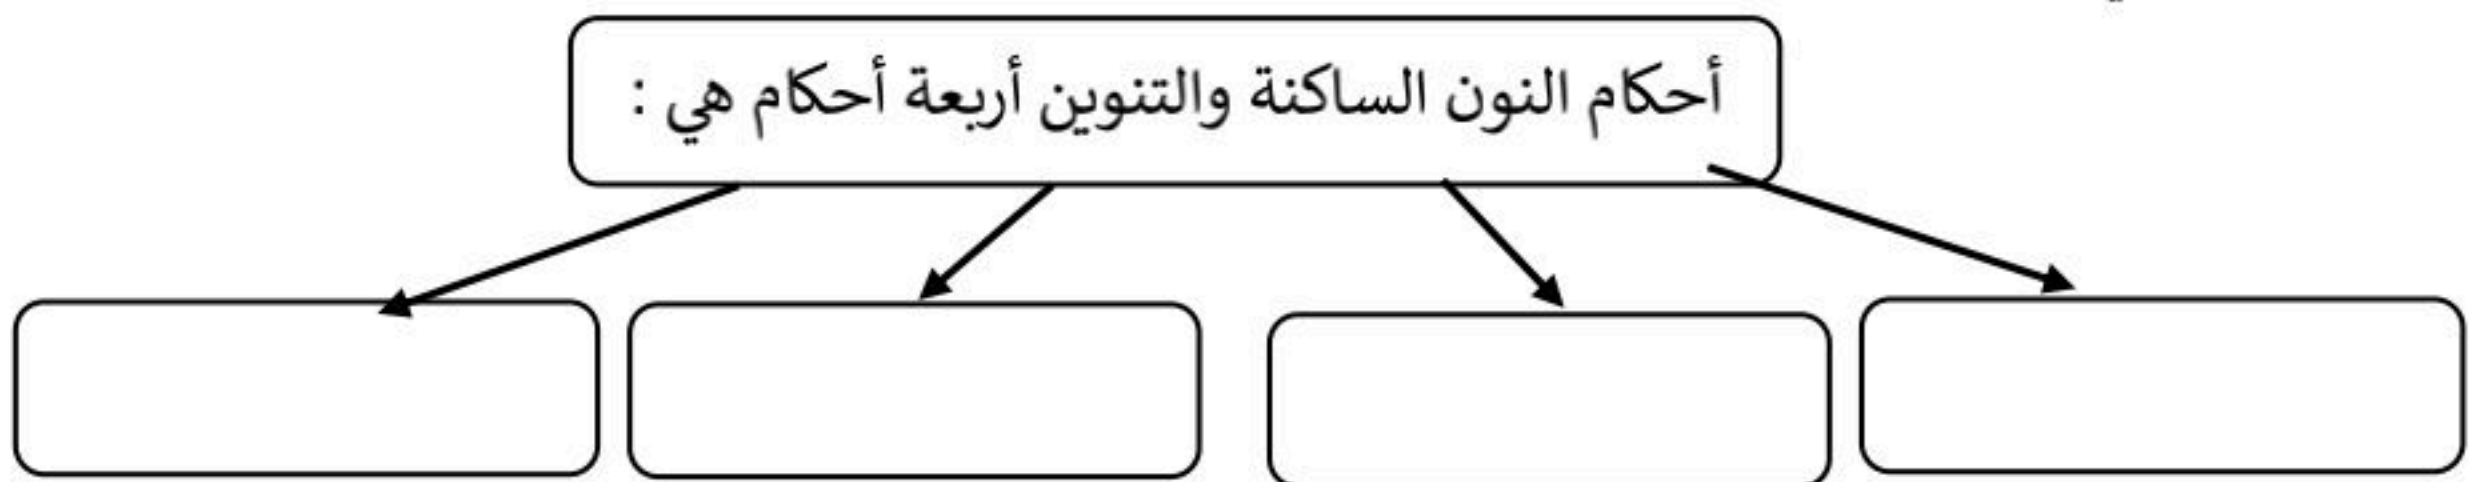 أحكام النون الساكنة والتنوين أربعة أحكام هي :